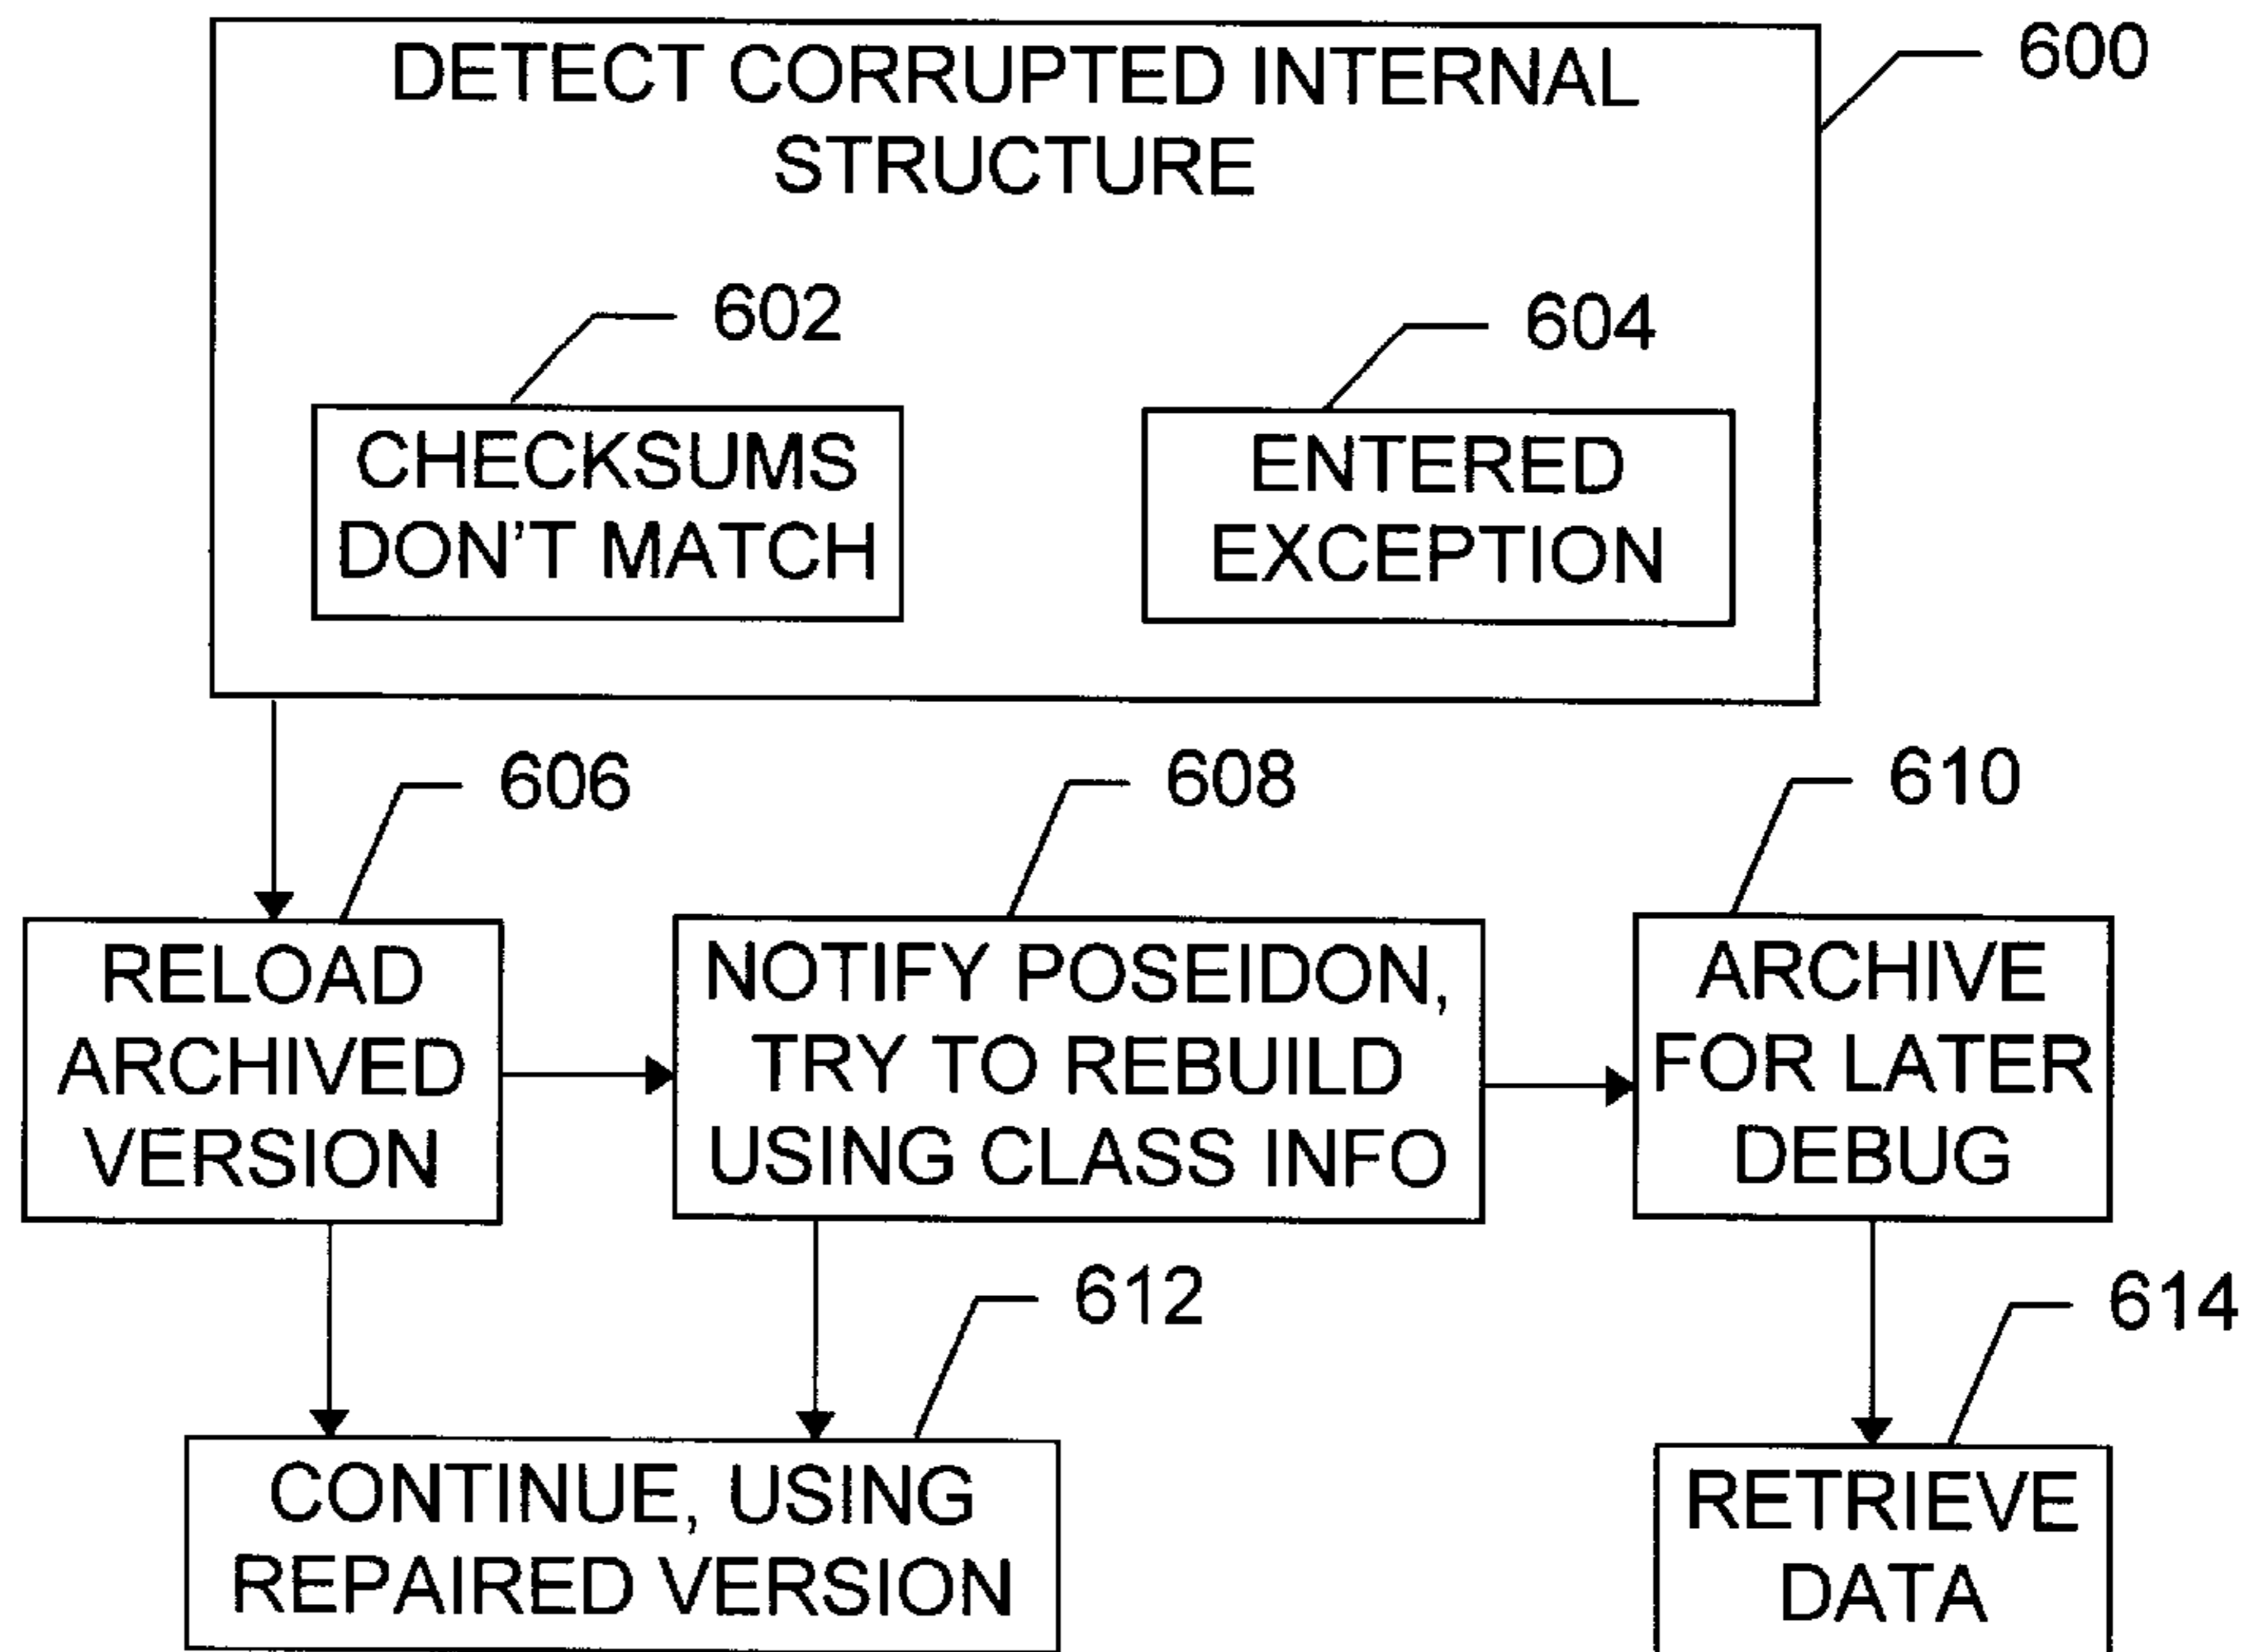 DETECT CORRUPTED INTERNAL
STRUCTURE
600
602
604
CHECKSUMS
DON'T MATCH
ENTERED
EXCEPTION
606
608
610
RELOAD
ARCHIVED
VERSION
NOTIFY POSEIDON,
TRY TO REBUILD
USING CLASS INFO
ARCHIVE
FOR LATER
DEBUG
612
614
CONTINUE, USING
REPAIRED VERSION
RETRIEVE
DATA